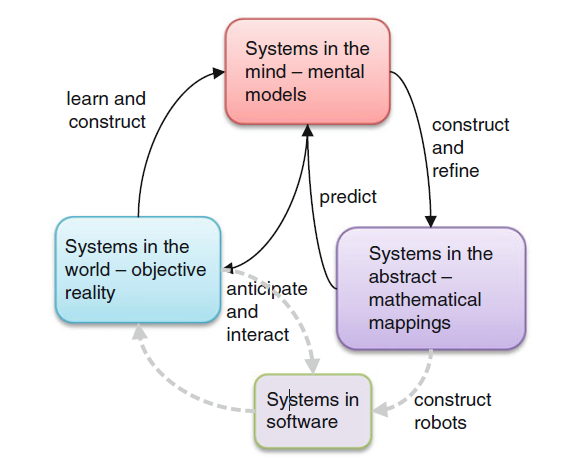 Systems in the
mind – mental
models
learn and
construct
construct
and
refine
predict
Systems in the
world – objective
reality
Systems in the
abstract –
mathematical
mappings
anticipate
and
interact
Systems in
software
construct
robots